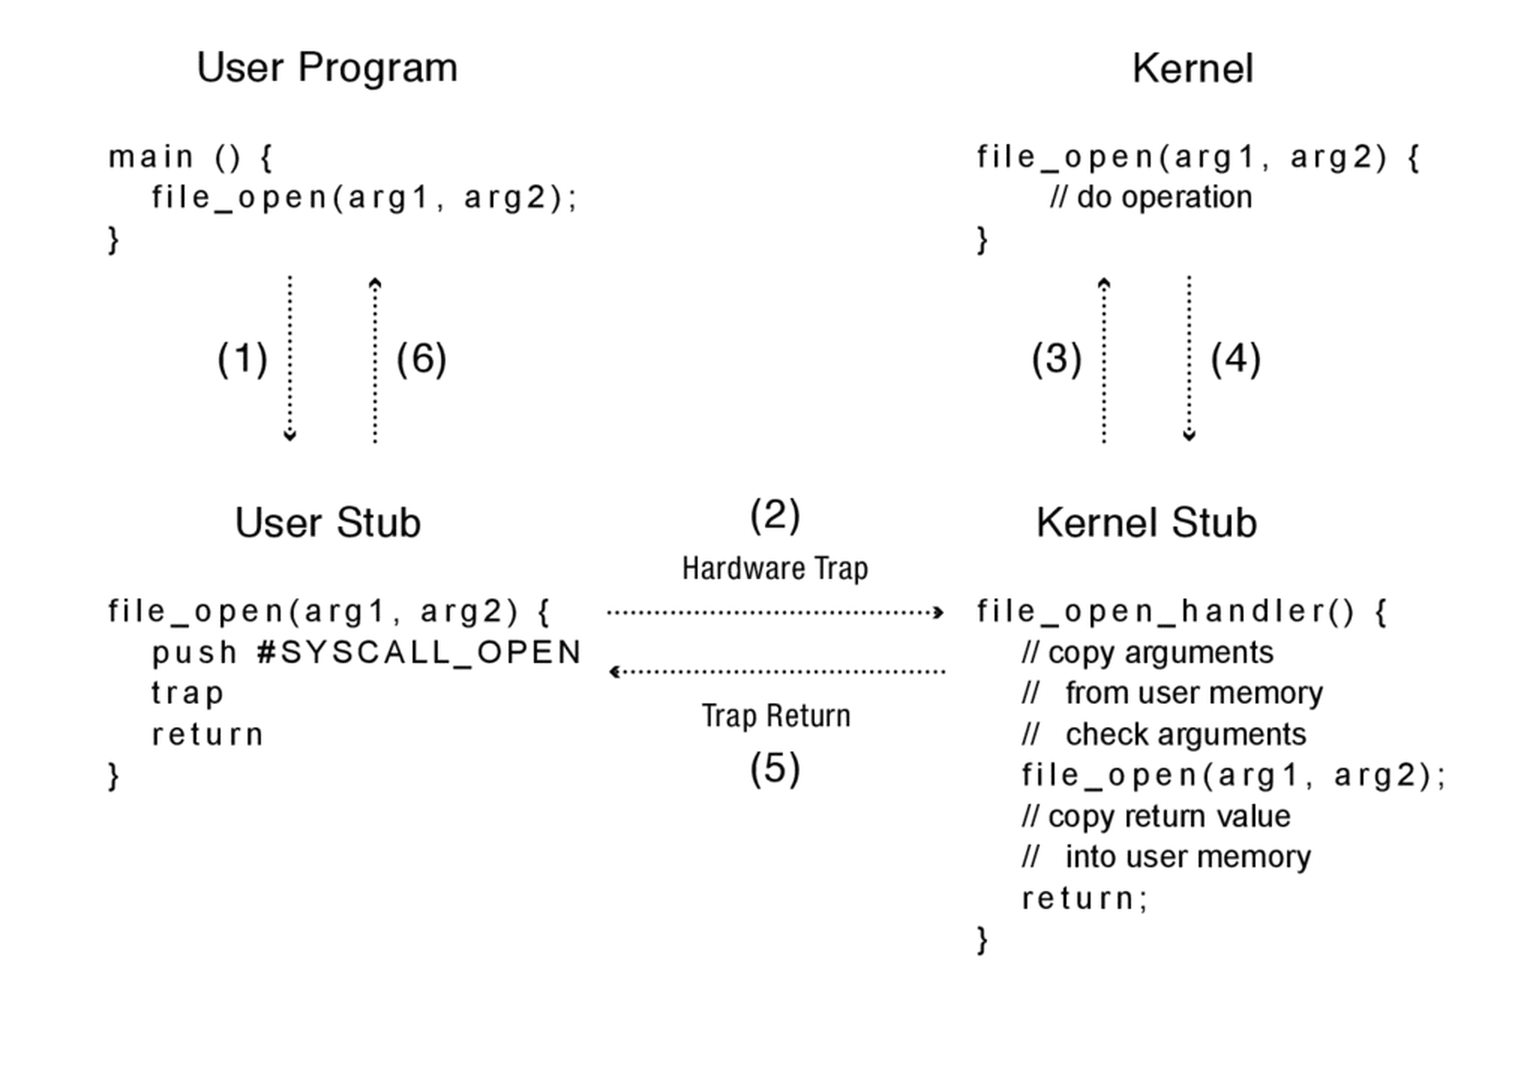 User Program
main () {
file_open(arg1, arg2);
}
(1)
(6)
Kernel
file_open(arg1, arg2) {
// do operation
}
(3)
(4)
User Stub
file_open(arg1, arg2) {
push #SYSCALL_OPEN
trap
return
}
(2)
Hardware Trap
Trap Return
(5)
Kernel Stub
file_open_handler() {
// copy arguments
// from user memory
// check arguments
file_open(arg1, arg2);
// copy return value
// into user memory
return;
}